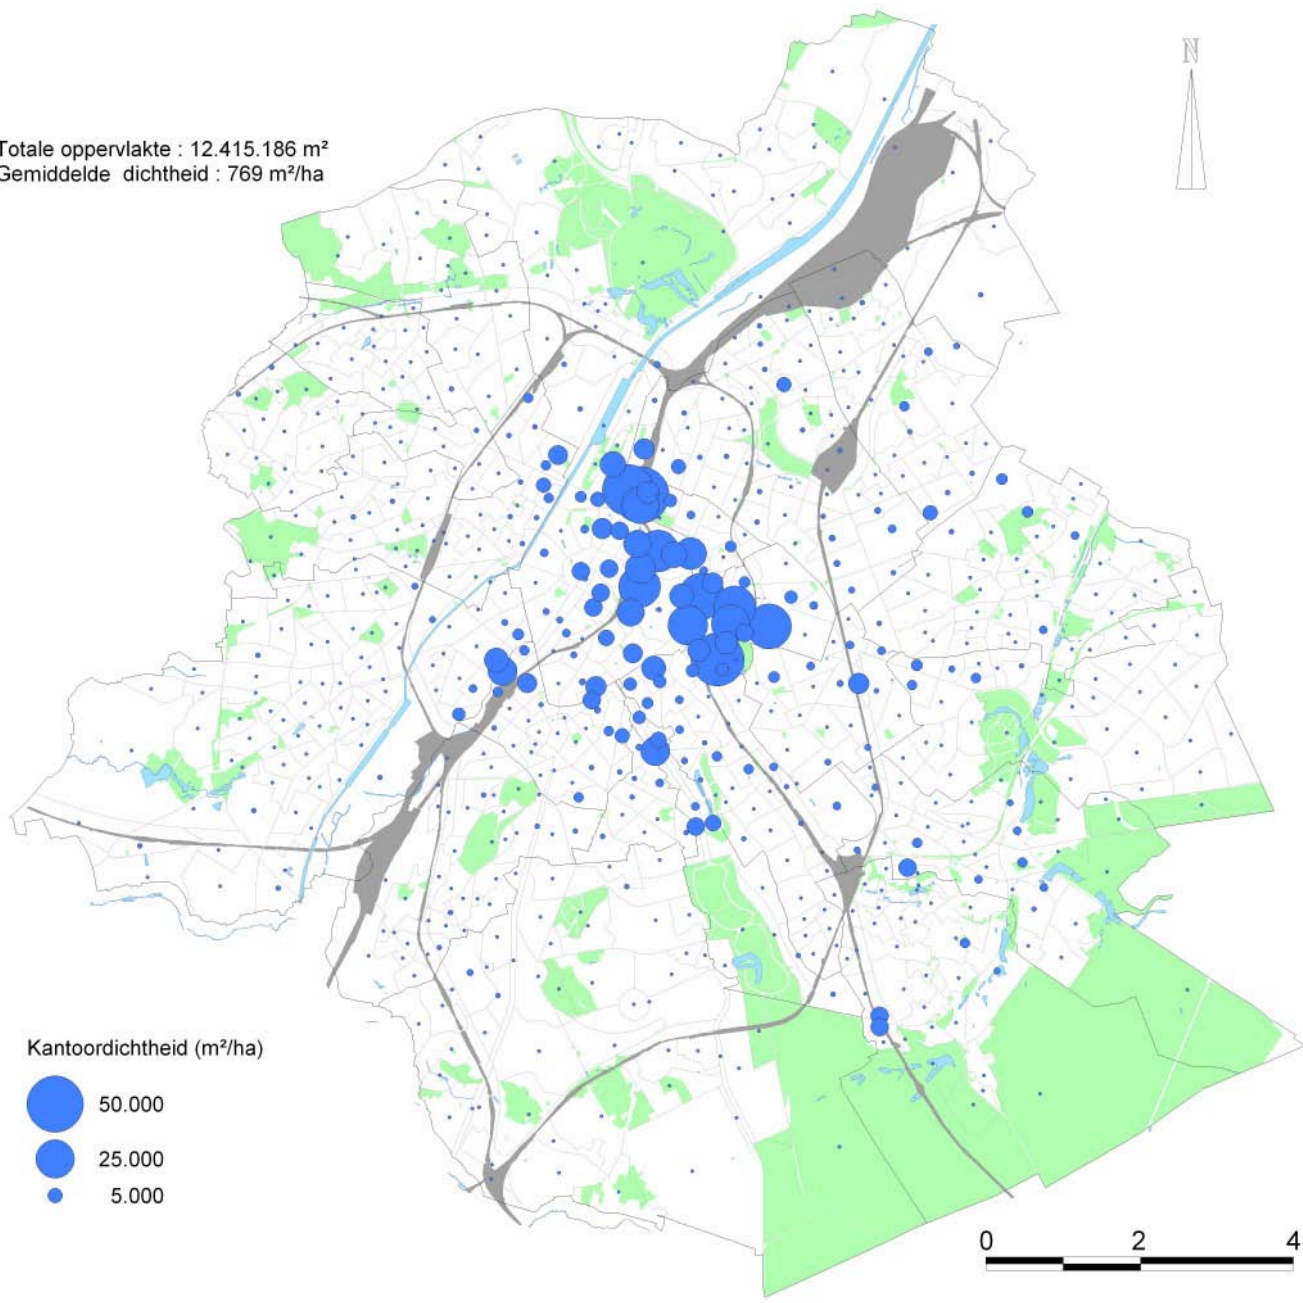 N
Totale oppervlakte : 12.415.186 m²
Gemiddelde dichtheid : 769 m²/ha
Kantoordichtheid (m²/ha)
50.000
25.000
5.000
0 2 4